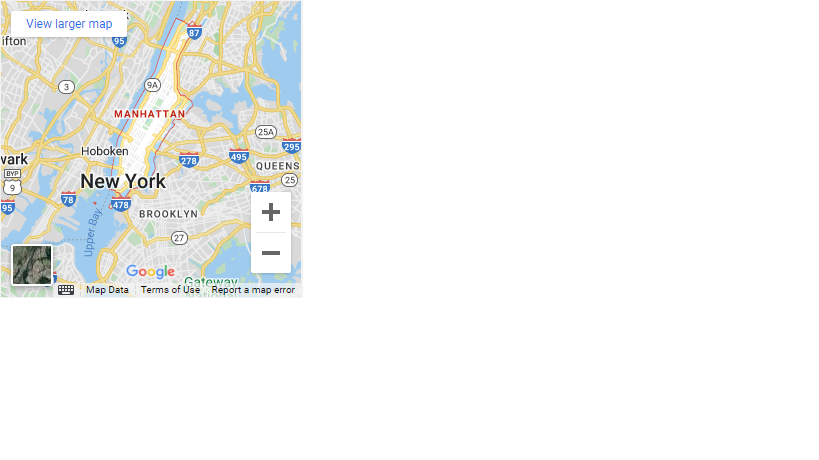 View larger map
ifton
95
87
3
9A
MANHATTAN
25A
295
Hoboken
278
495
wark
QUEENS
BYP
9
New York
25
678
78
95
478
BROOKLYN
Upper Bay
27
Google
Gateway
National
Map Data
Terms of Use
Report a map error